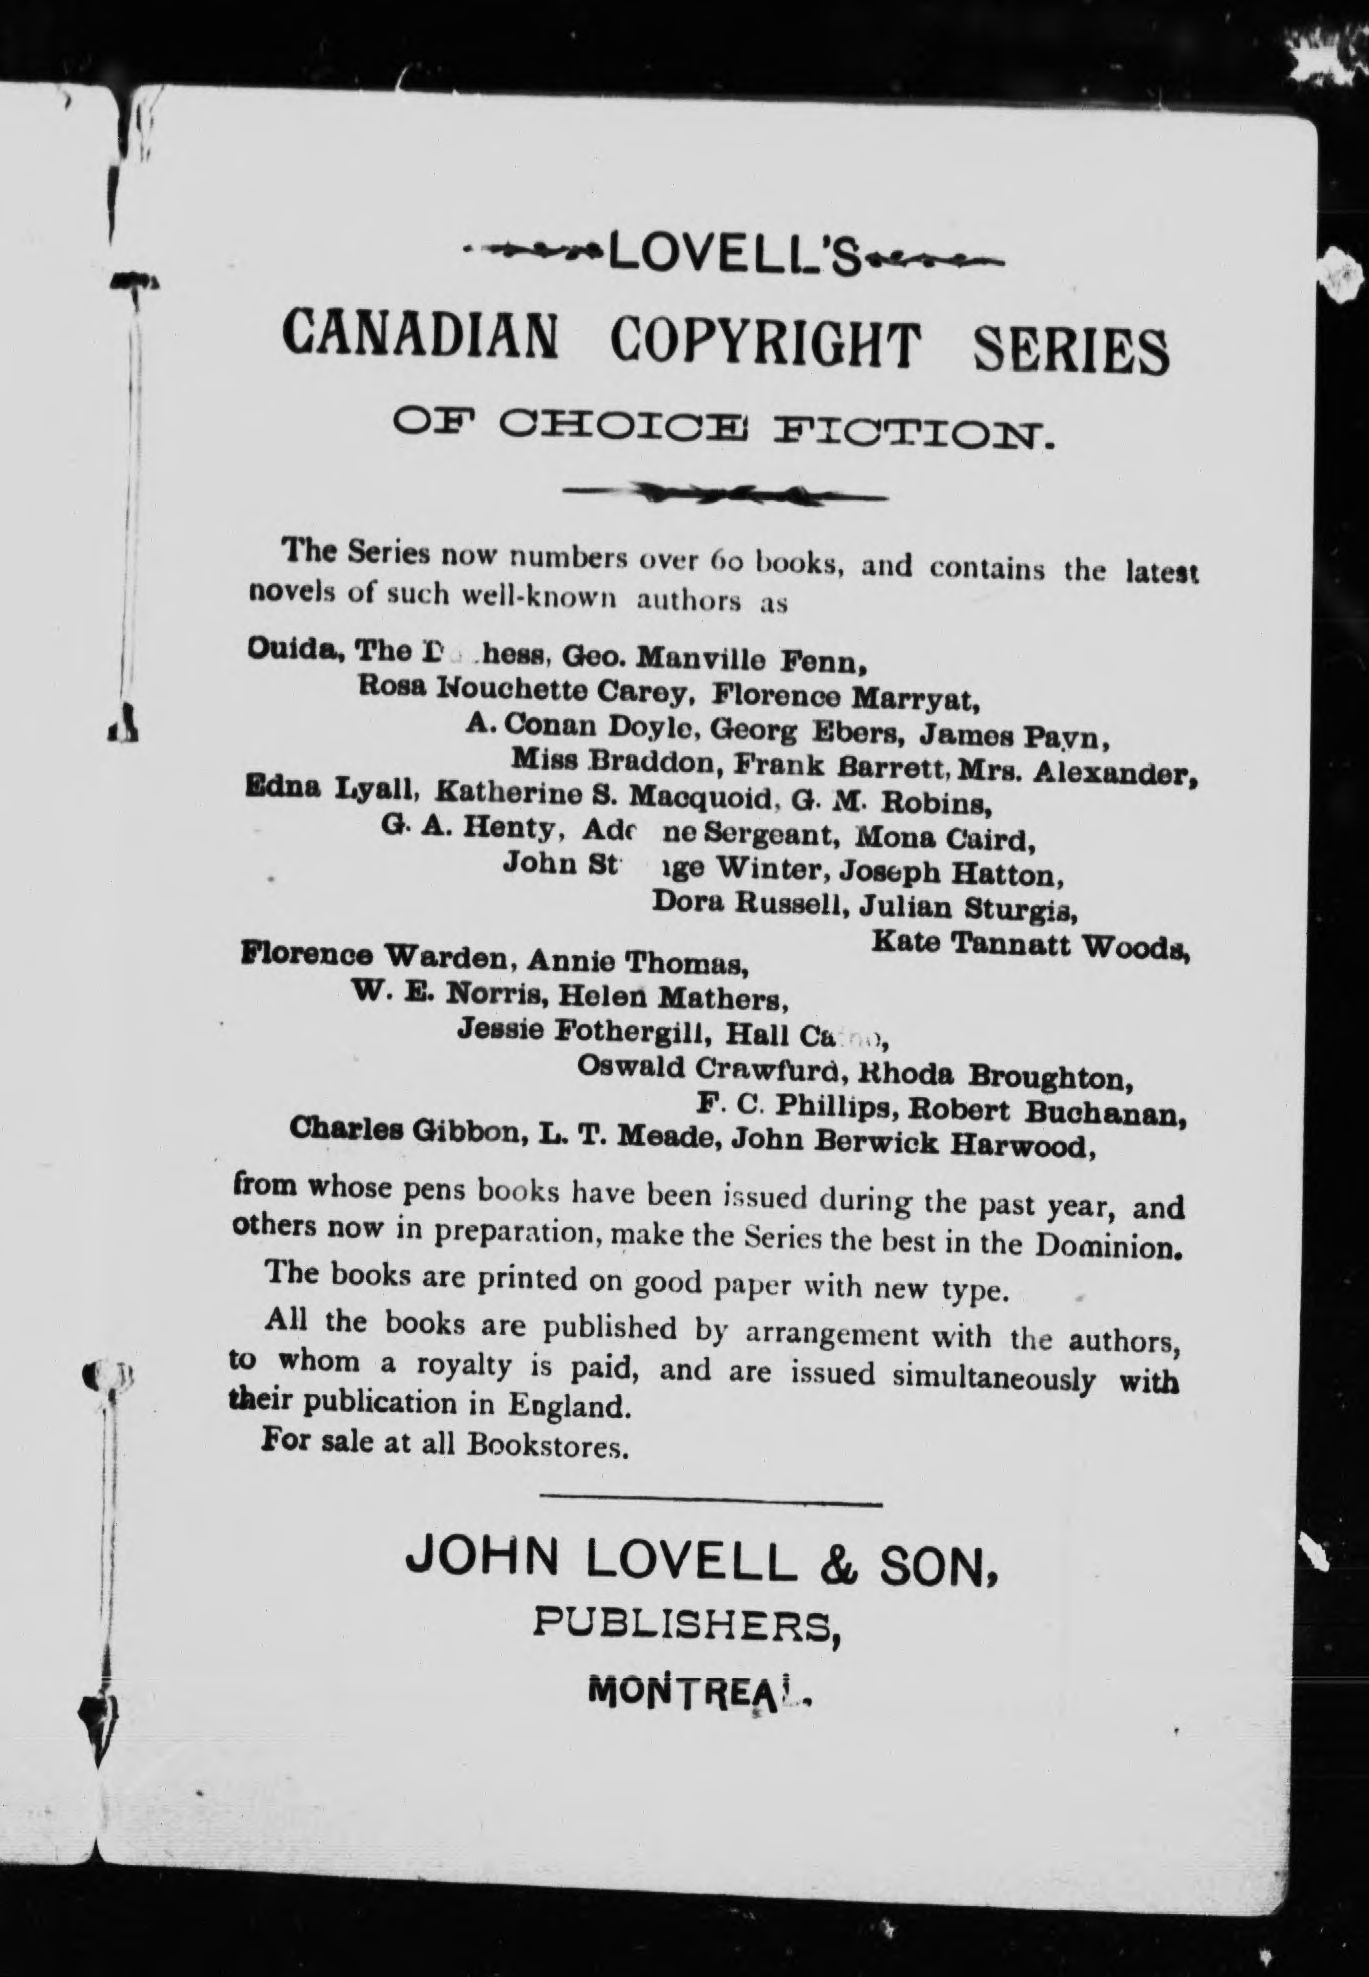 LOVELL'S
CANADIAN COPYRIGHT SERIES
OF CHOICE FICTION.
The Series now numbers over 60 books, and contains the latest
novels of such well-known authors as
Ouida, The Geo. Manville Fenn,
Rosa Nouchette Carey, Florence Marryat,
A. Conan Doyle, Georg Ebers, James Payn,
Miss Braddon, Frank Barrett, Mrs. Alexander,
Edna Lyall, Katherine S. Macquoid, G. M. Robins,
G. A. Henty, Sergeant, Mona Caird,
John Winter, Joseph Hatton,
Dora Russell, Julian Sturgis,
Kate Tannatt Woods,
Florence Warden, Annie Thomas,
W. E. Norris, Helen Mathers,
Jessie Fothergill, Hall
Oswald Crawfurd, Rhoda Broughton,
F. C. Phillips, Robert Buchanan,
Charles Gibbon, L. T. Meade, John Berwick Harwood,
from whose pens books have been issued during the past year, and
others now in preparation, make the Series the best in the Dominion.
The books are printed on good paper with new type.
All the books are published by arrangement with the authors,
to whom a royalty is paid, and are issued simultaneously with
their publication in England.
For sale at all Bookstores.
JOHN LOVELL & SON,
PUBLISHERS,
MONTREAL.